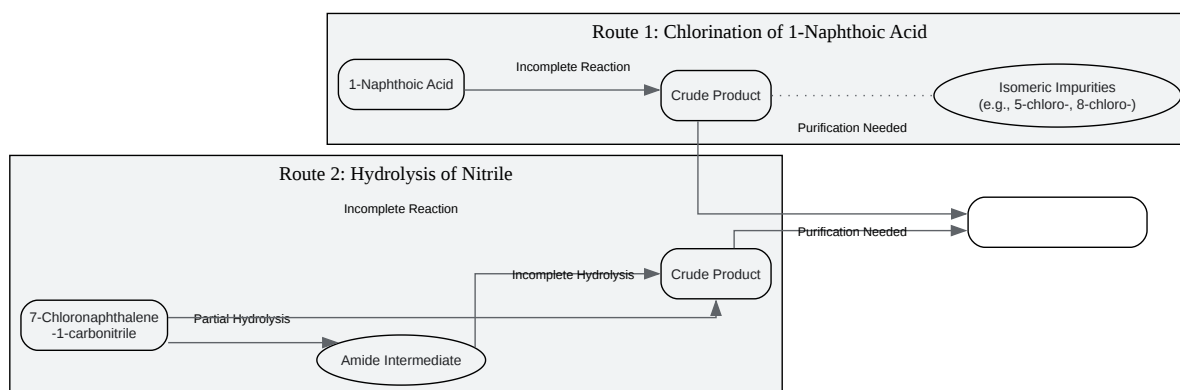 Route 1: Chlorination of 1-Naphthoic Acid
Incomplete Reaction
1-Naphthoic Acid
Crude Product
Isomeric Impurities
(e.g., 5-chloro-, 8-chloro-)
Purification Needed
Route 2: Hydrolysis of Nitrile
Incomplete Reaction
Purification Needed
Incomplete Hydrolysis
Crude Product
7-Chloronaphthalene
-1-carbonitrile
Partial Hydrolysis
Amide Intermediate